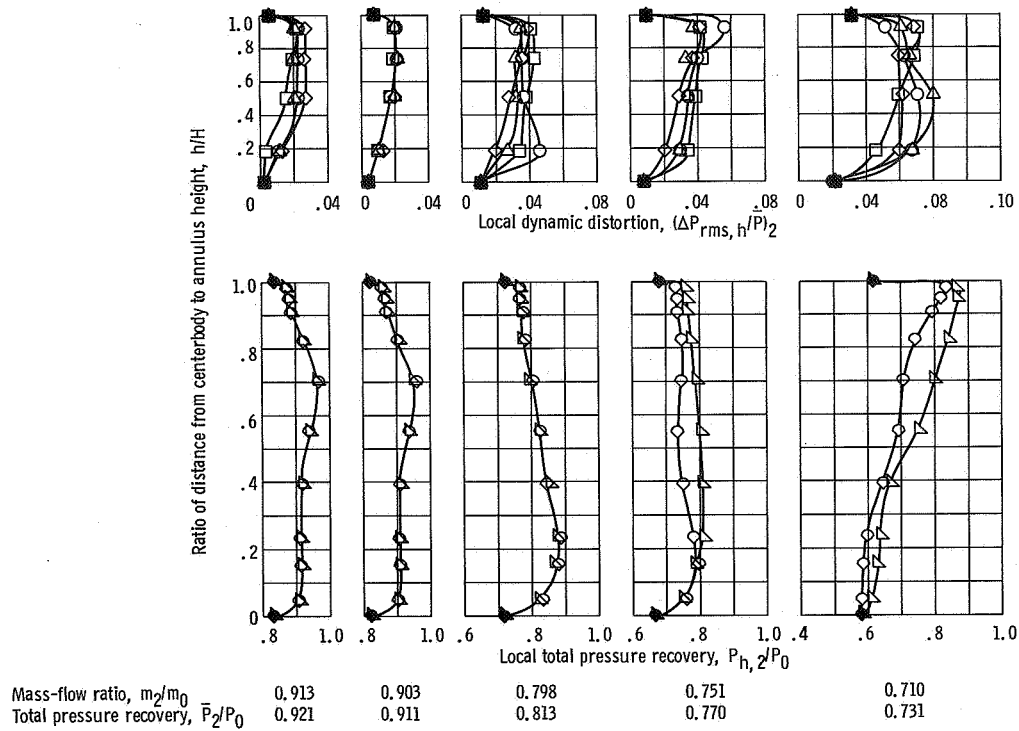 1.0
.8
.6
.4
.2
0 .04 0 .04 0 .04 .08 0 .04 .08 0 .04 .08 .10
Local dynamic distortion, (ΔPrms, h/P̄)2
Ratio of distance from centerbody to annulus height, h/H
1.0
.8
.6
.4
.2
0
.8 1.0 .8 1.0 .6 .8 1.0 .6 .8 1.0 .4 .6 .8 1.0
Local total pressure recovery, Ph, 2/P0
Mass-flow ratio, m2/m0 0.913 0.903 0.798 0.751 0.710
Total pressure recovery, P̄2/P0 0.921 0.911 0.813 0.770 0.731